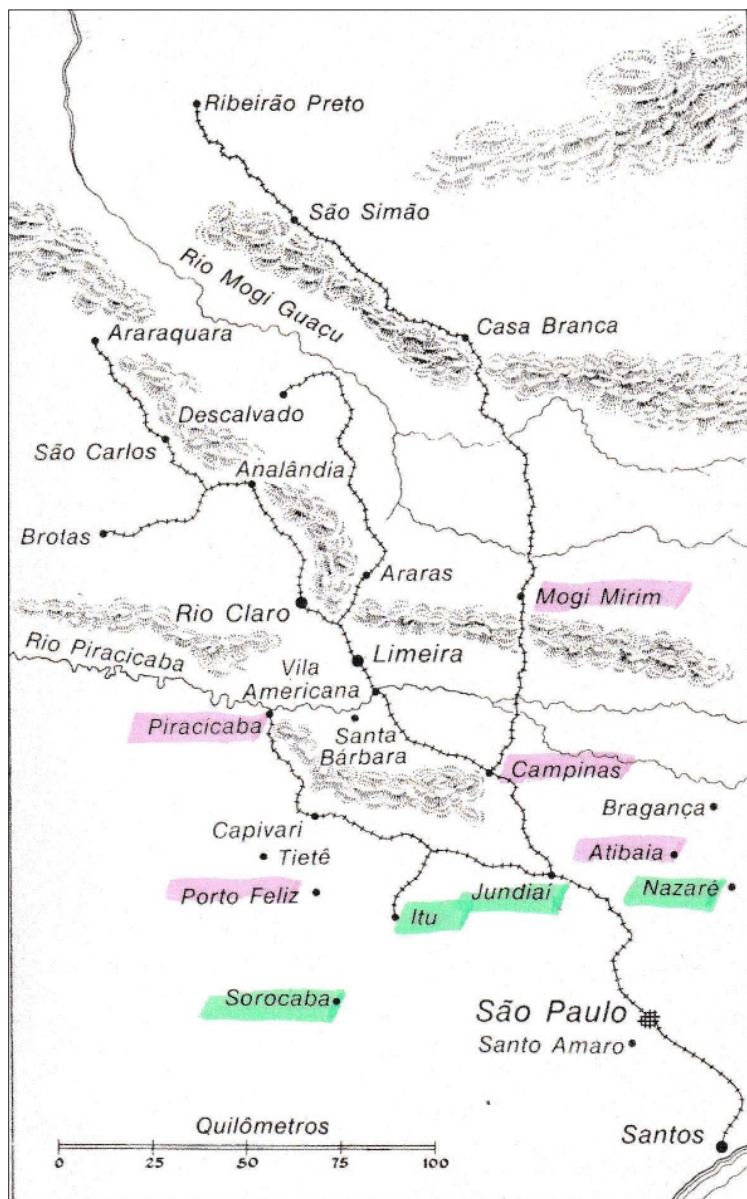 Ribeirão Preto
São Simão
Rio Mogi Guaçu
Araraquara
Casa Branca
Descalvado
São Carlos
Analândia
Brotas
Araras
Mogi Mirim
Rio Claro
Rio Piracicaba
Limeira
Vila
Americana
Piracicaba
Santa
Bárbara
Campinas
Bragança
Capivari
Tietê
Atibaia
Porto Feliz
Jundiaí
Nazaré
Itu
Sorocaba
São Paulo
Santo Amaro
Quilômetros
Santos
0 25 50 75 100